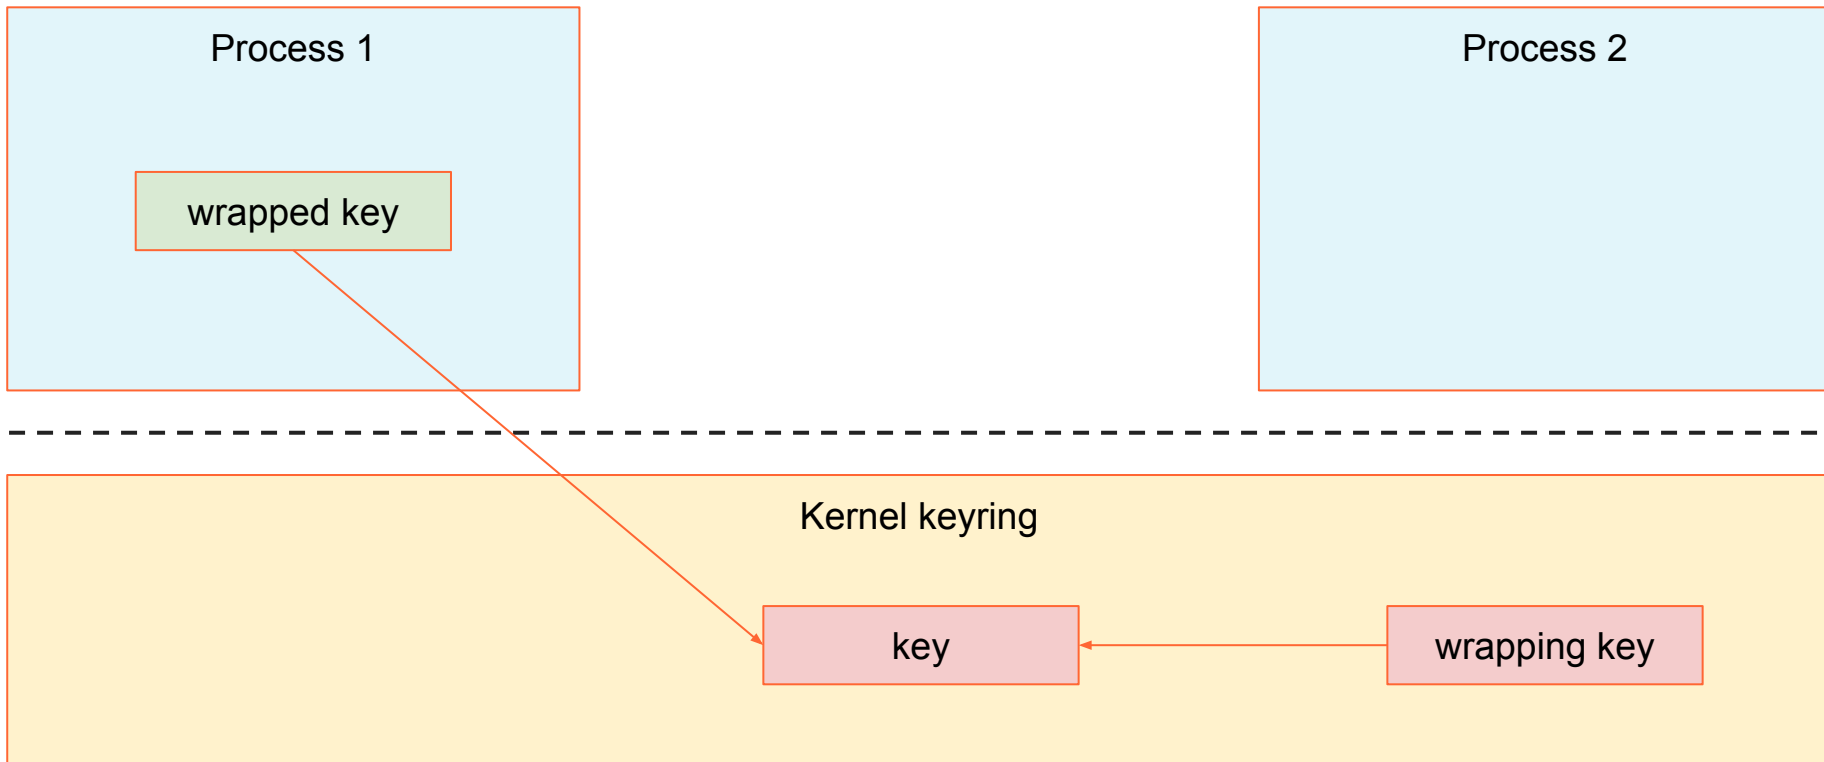 Process 1
Process 2
wrapped key
Kernel keyring
key
wrapping key